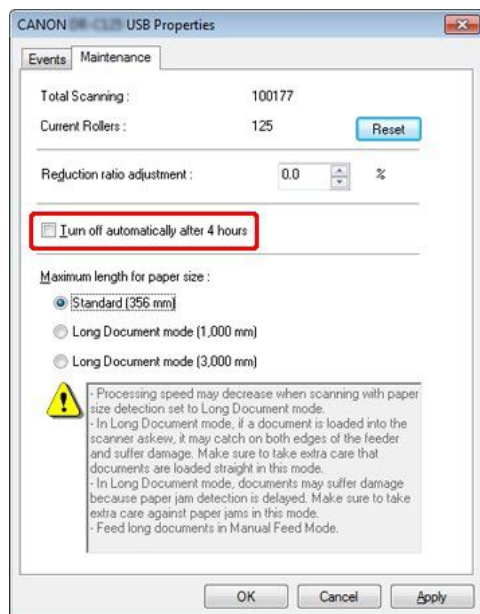 CANON USB Properties
Events Maintenance
Total Scanning : 100177
Current Rollers : 125 Reset
Reduction ratio adjustment : 0.0 %
Turn off automatically after 4 hours
Maximum length for paper size :
Standard (356 mm)
Long Document mode (1,000 mm)
Long Document mode (3,000 mm)
- Processing speed may decrease when scanning with paper
size detection set to Long Document mode.
- In Long Document mode, if a document is loaded into the
scanner askew, it may catch on both edges of the feeder
and suffer damage. Make sure to take extra care that
documents are loaded straight in this mode.
- In Long Document mode, documents may suffer damage
because paper jam detection is delayed. Make sure to take
extra care against paper jams in this mode.
- Feed long documents in Manual Feed Mode.
OK Cancel Apply